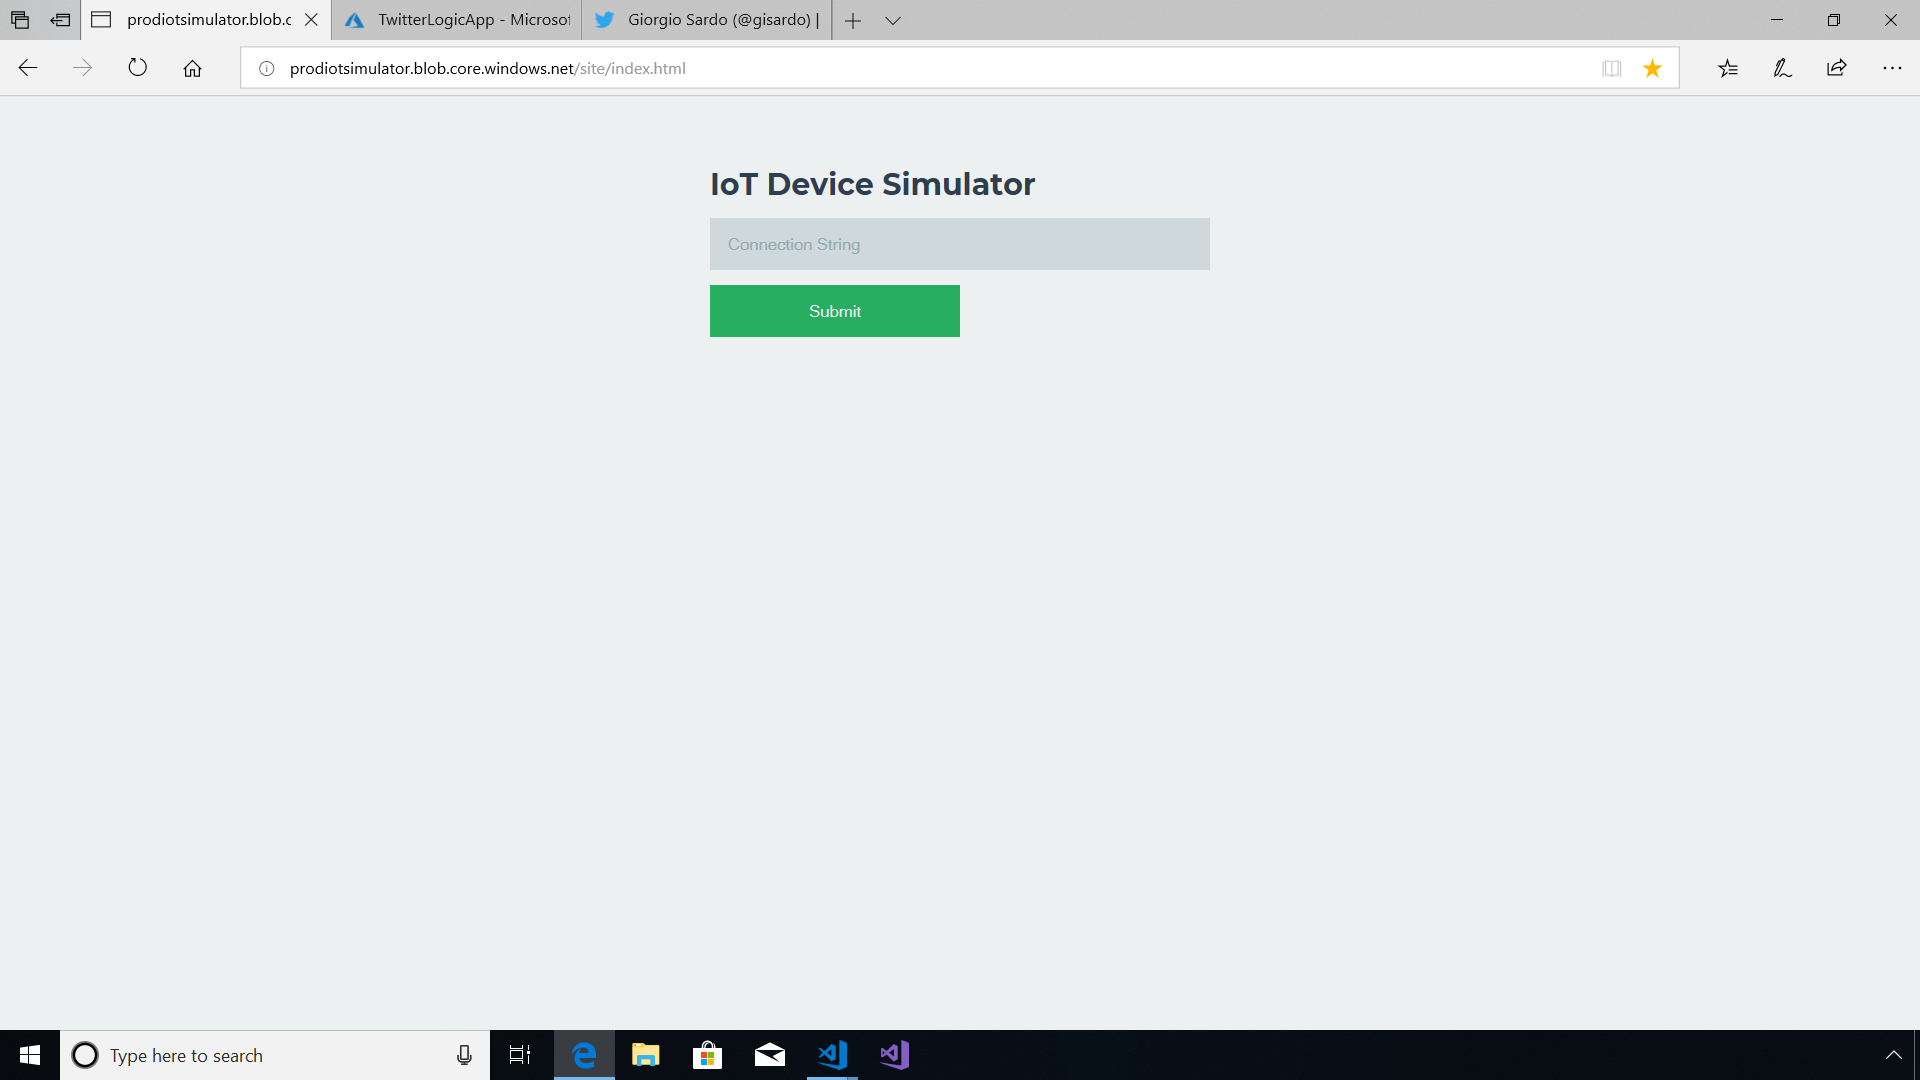 prodiotsimulator.blob.c
TwitterLogicApp - Microsof
Giorgio Sardo (@gisardo) |
prodiotsimulator.blob.core.windows.net/site/index.html
IoT Device Simulator
Connection String
Submit
Type here to search